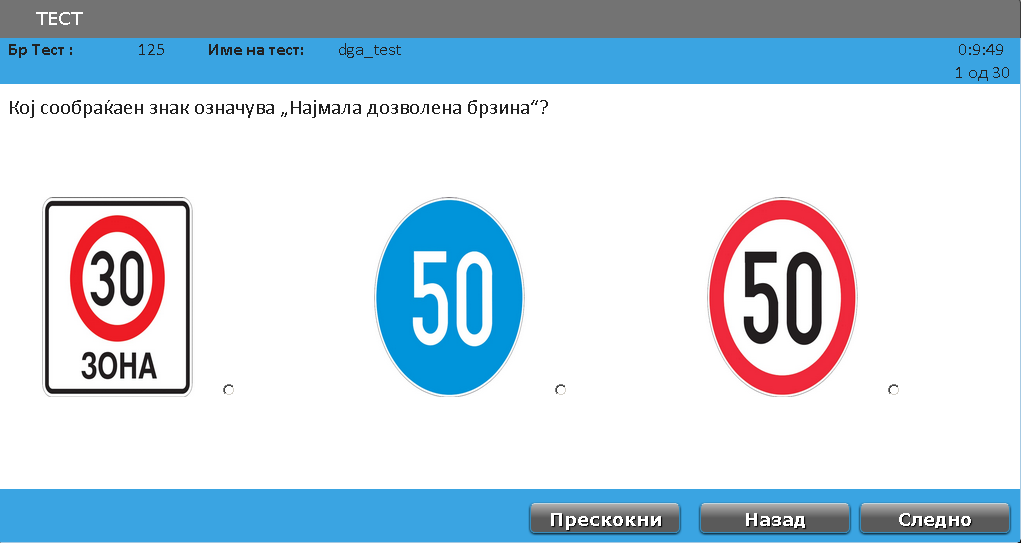 ТЕСТ
Бр Тест : 125 Име на тест: dga_test 0:9:49
1 од 30
Кој сообраќаен знак означува „Најмала дозволена брзина“?
30 50 50
ЗОНА
Прескокни Назад Следно